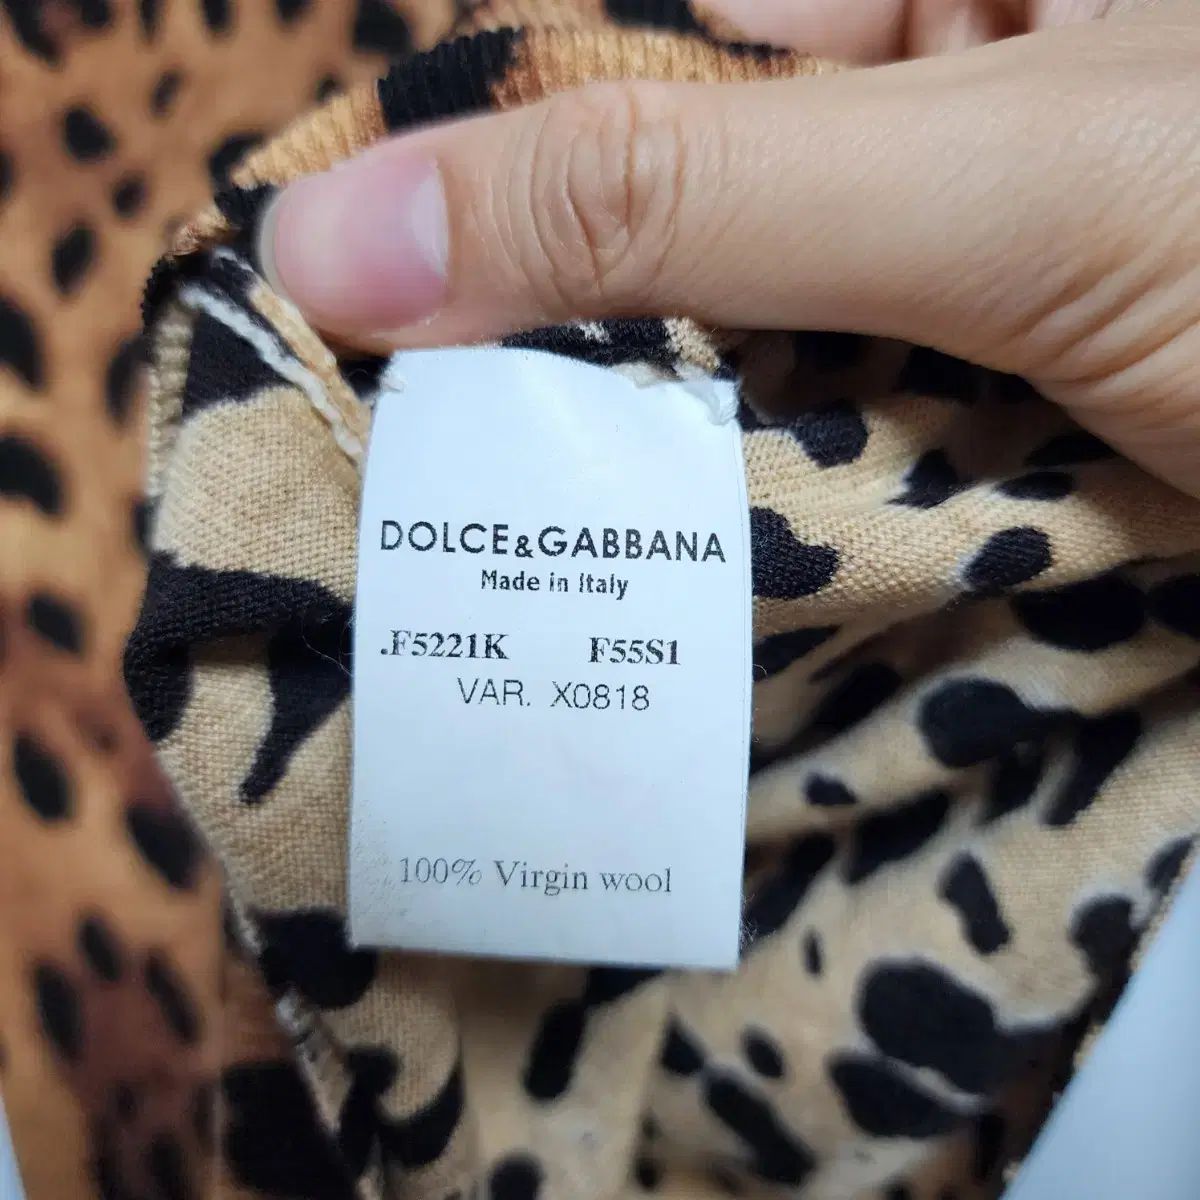 DOLCE&GABBANA
Made in Italy
.F5221K F55S1
VAR. X0818
100% Virgin wool